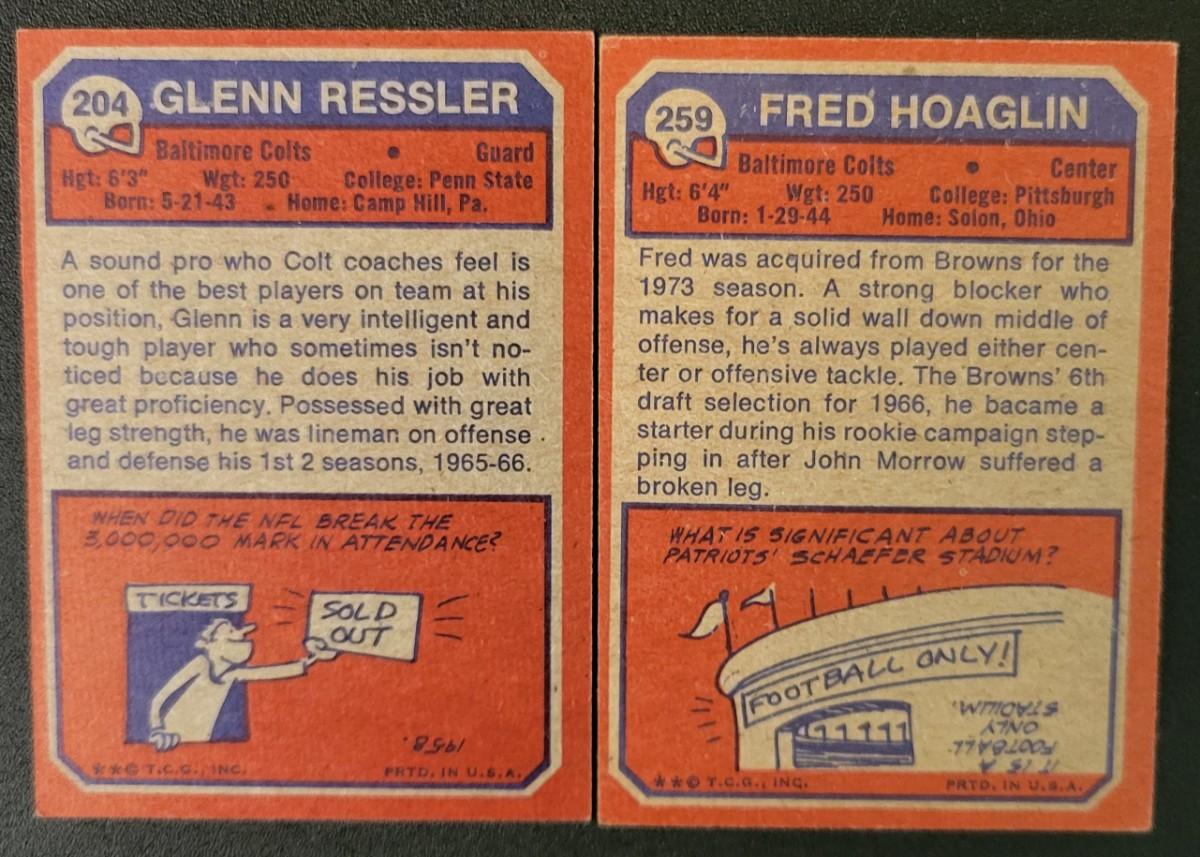 204 GLENN RESSLER
Baltimore Colts • Guard
Hgt: 6'3" Wgt: 250 College: Penn State
Born: 5-21-43 Home: Camp Hill, Pa.
A sound pro who Colt coaches feel is
one of the best players on team at his
position, Glenn is a very intelligent and
tough player who sometimes isn't no-
ticed because he does his job with
great proficiency. Possessed with great
leg strength, he was lineman on offense
and defense his 1st 2 seasons, 1965-66.
WHEN DID THE NFL BREAK THE
3,000,000 MARK IN ATTENDANCE?
TICKETS
SOLD
OUT
1958.
**© T.C.G., INC. PRTD. IN U.S.A.
259 FRED HOAGLIN
Baltimore Colts • Center
Hgt: 6'4" Wgt: 250 College: Pittsburgh
Born: 1-29-44 Home: Solon, Ohio
Fred was acquired from Browns for the
1973 season. A strong blocker who
makes for a solid wall down middle of
offense, he's always played either cen-
ter or offensive tackle. The Browns' 6th
draft selection for 1966, he bacame a
starter during his rookie campaign step-
ping in after John Morrow suffered a
broken leg.
WHAT IS SIGNIFICANT ABOUT
PATRIOTS' SCHAEFER STADIUM?
FOOTBALL ONLY!
IT IS A
FOOTBALL
ONLY
STADIUM.
**© T.C.G., INC. PRTD. IN U.S.A.